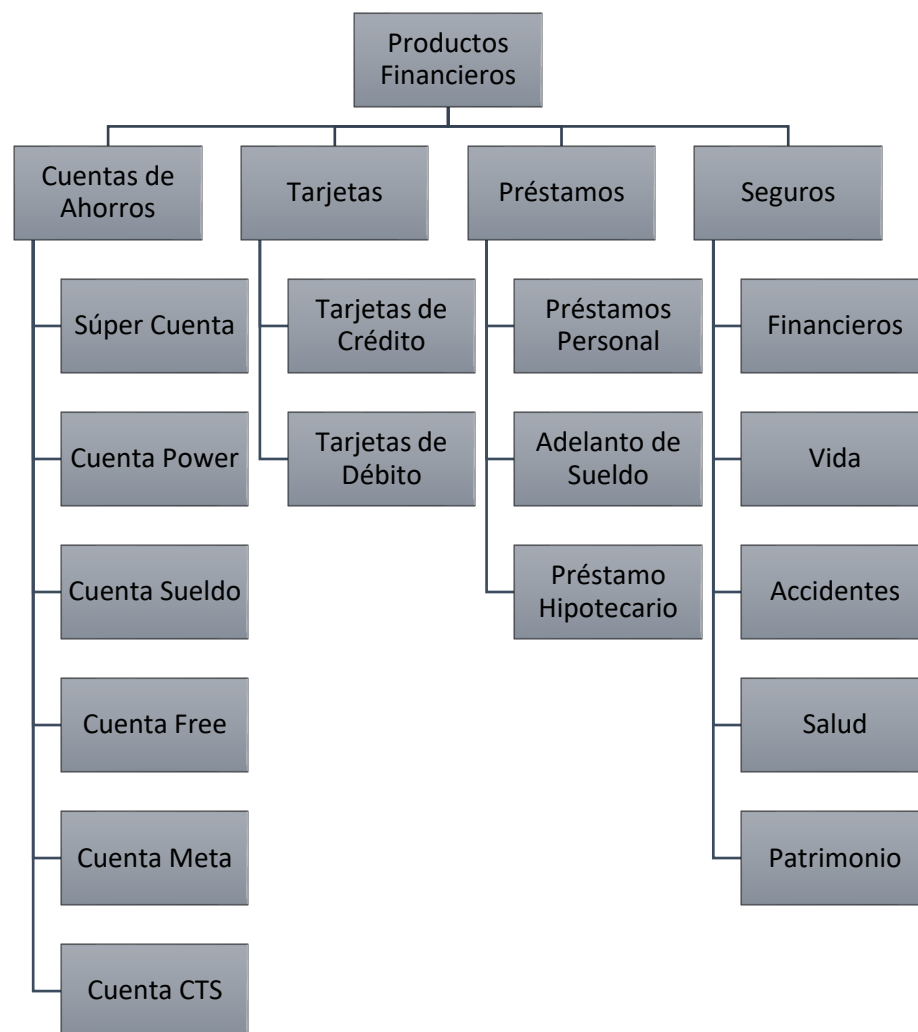 Productos
Financieros
Cuentas de
Ahorros
Súper Cuenta
Cuenta Power
Cuenta Sueldo
Cuenta Free
Cuenta Meta
Cuenta CTS
Tarjetas
Tarjetas de
Crédito
Tarjetas de
Débito
Préstamos
Préstamos
Personal
Adelanto de
Sueldo
Préstamo
Hipotecario
Seguros
Financieros
Vida
Accidentes
Salud
Patrimonio